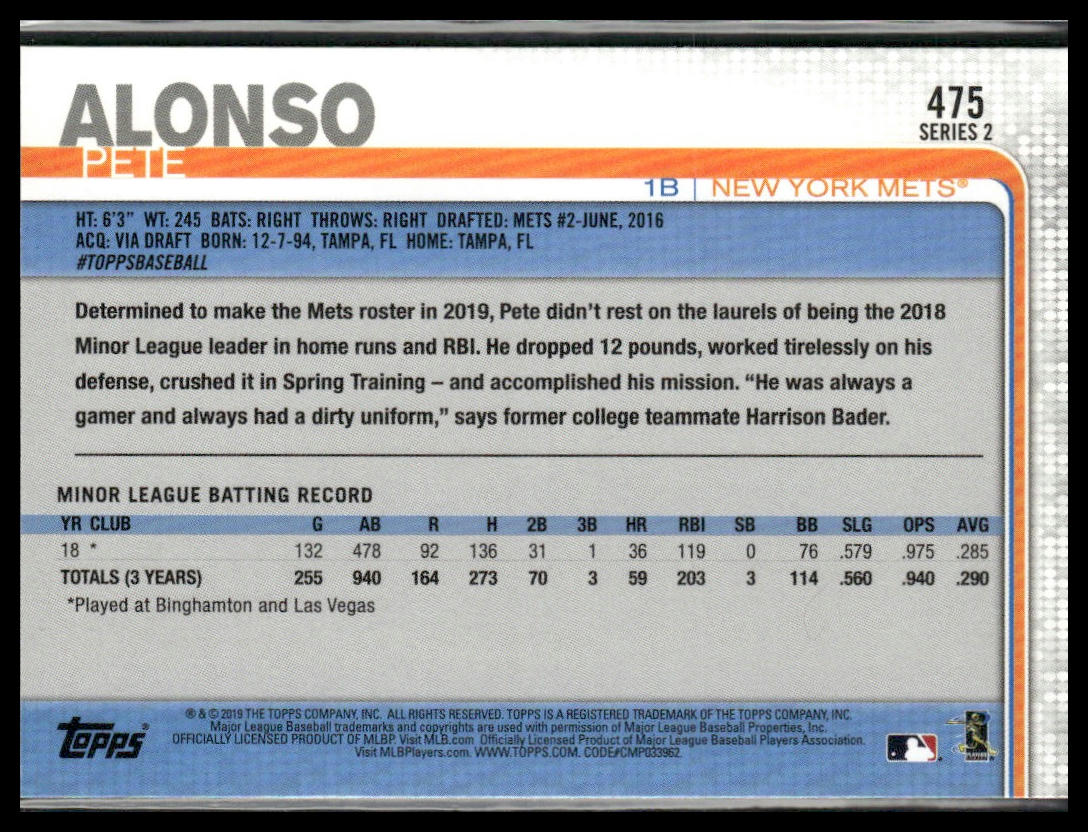 ALONSO
PETE
475
SERIES 2
1B | NEW YORK METS®
HT: 6'3" WT: 245 BATS: RIGHT THROWS: RIGHT DRAFTED: METS #2-JUNE, 2016
ACQ: VIA DRAFT BORN: 12-7-94, TAMPA, FL HOME: TAMPA, FL
#TOPPSBASEBALL
Determined to make the Mets roster in 2019, Pete didn't rest on the laurels of being the 2018
Minor League leader in home runs and RBI. He dropped 12 pounds, worked tirelessly on his
defense, crushed it in Spring Training – and accomplished his mission. “He was always a
gamer and always had a dirty uniform,” says former college teammate Harrison Bader.
MINOR LEAGUE BATTING RECORD
YR CLUB G AB R H 2B 3B HR RBI SB BB SLG OPS AVG
18 * 132 478 92 136 31 1 36 119 0 76 .579 .975 .285
TOTALS (3 YEARS) 255 940 164 273 70 3 59 203 3 114 .560 .940 .290
*Played at Binghamton and Las Vegas
Topps®
® & © 2019 THE TOPPS COMPANY, INC. ALL RIGHTS RESERVED. TOPPS IS A REGISTERED TRADEMARK OF THE TOPPS COMPANY, INC.
Major League Baseball trademarks and copyrights are used with permission of Major League Baseball Properties, Inc.
OFFICIALLY LICENSED PRODUCT OF MLBP Visit MLB.com Officially Licensed Product of Major League Baseball Players Association.
Visit MLBPlayers.com. WWW.TOPPS.COM. CODE#CMP033962